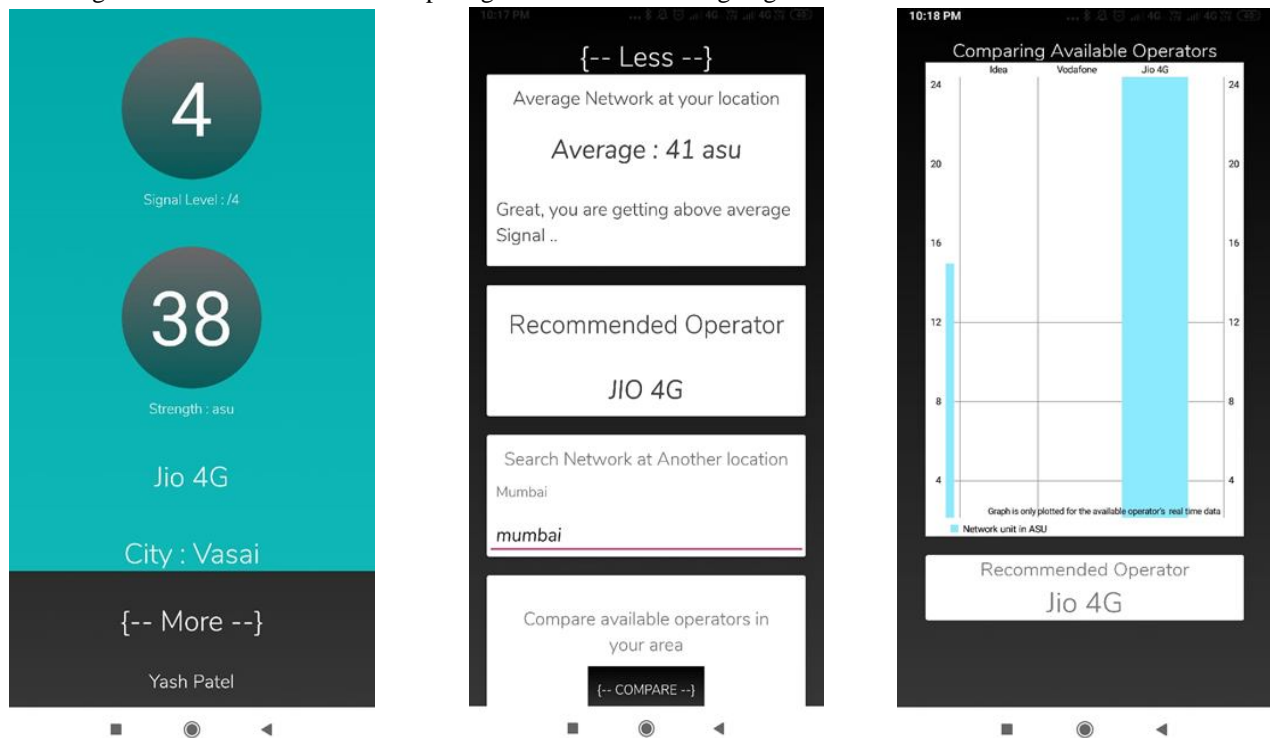 4
Signal Level : /4
38
Strength : asu
Jio 4G
City : Vasai
{-- More --}
Yash Patel
10:17 PM
{-- Less --}
Average Network at your location
Average : 41 asu
Great, you are getting above average
Signal ..
Recommended Operator
JIO 4G
Search Network at Another location
Mumbai
mumbai
Compare available operators in
your area
{-- COMPARE --}
10:18 PM
Comparing Available Operators
Idea Vodafone Jio 4G
24 24
20 20
16 16
12 12
8 8
4 4
Graph is only plotted for the available operator's real time data
Network unit in ASU
Recommended Operator
Jio 4G